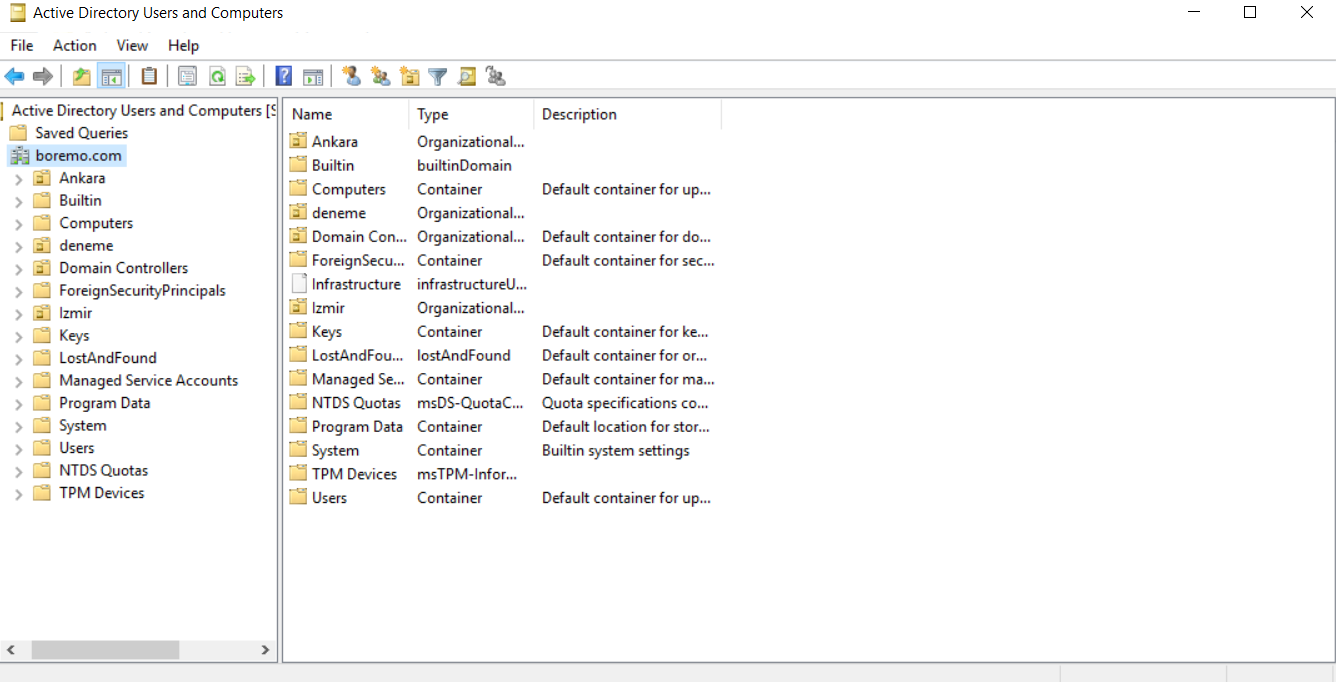 Active Directory Users and Computers
File Action View Help
Active Directory Users and Computers [S
Saved Queries
boremo.com
Ankara
Builtin
Computers
deneme
Domain Controllers
ForeignSecurityPrincipals
Izmir
Keys
LostAndFound
Managed Service Accounts
Program Data
System
Users
NTDS Quotas
TPM Devices
Name Type Description
Ankara Organizational...
Builtin builtinDomain
Computers Container Default container for up...
deneme Organizational...
Domain Con... Organizational... Default container for do...
ForeignSecu... Container Default container for sec...
Infrastructure infrastructureU...
Izmir Organizational...
Keys Container Default container for ke...
LostAndFou... lostAndFound Default container for or...
Managed Se... Container Default container for ma...
NTDS Quotas msDS-QuotaC... Quota specifications co...
Program Data Container Default location for stor...
System Container Builtin system settings
TPM Devices msTPM-Infor...
Users Container Default container for up...